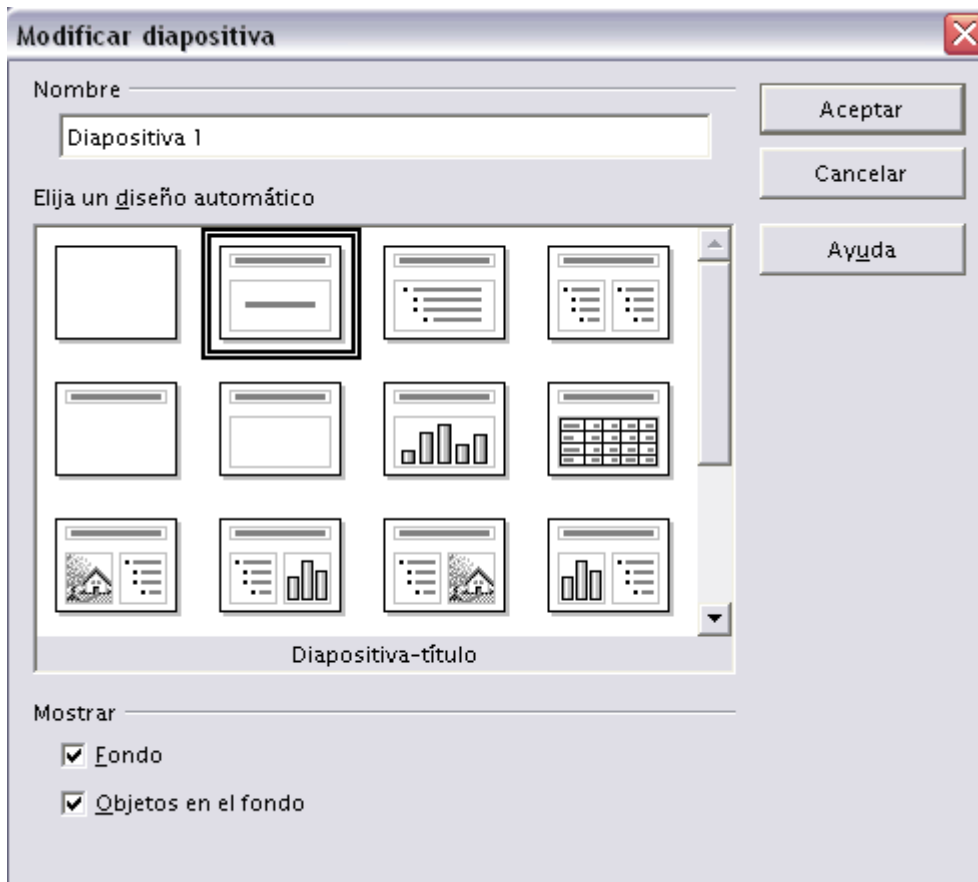 Modificar diapositiva
Nombre
Diapositiva 1
Elija un diseño automático
Diapositiva-título
Mostrar
Fondo
Objetos en el fondo
Aceptar
Cancelar
Ayuda